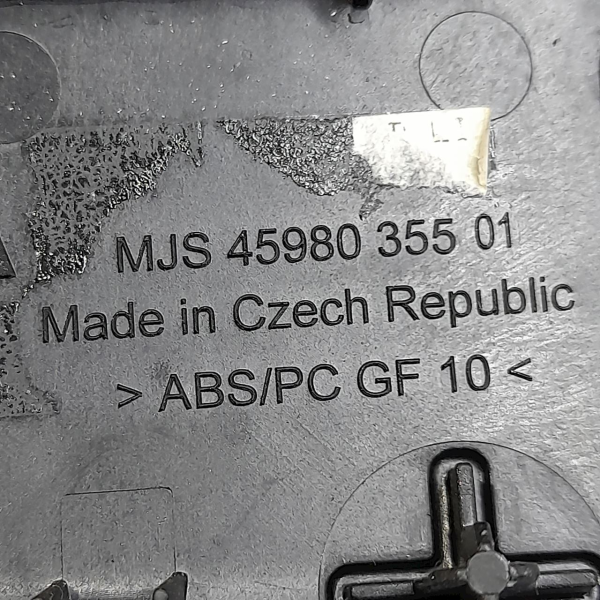 MJS 45980 355 01
Made in Czech Republic
> ABS/PC GF 10 <